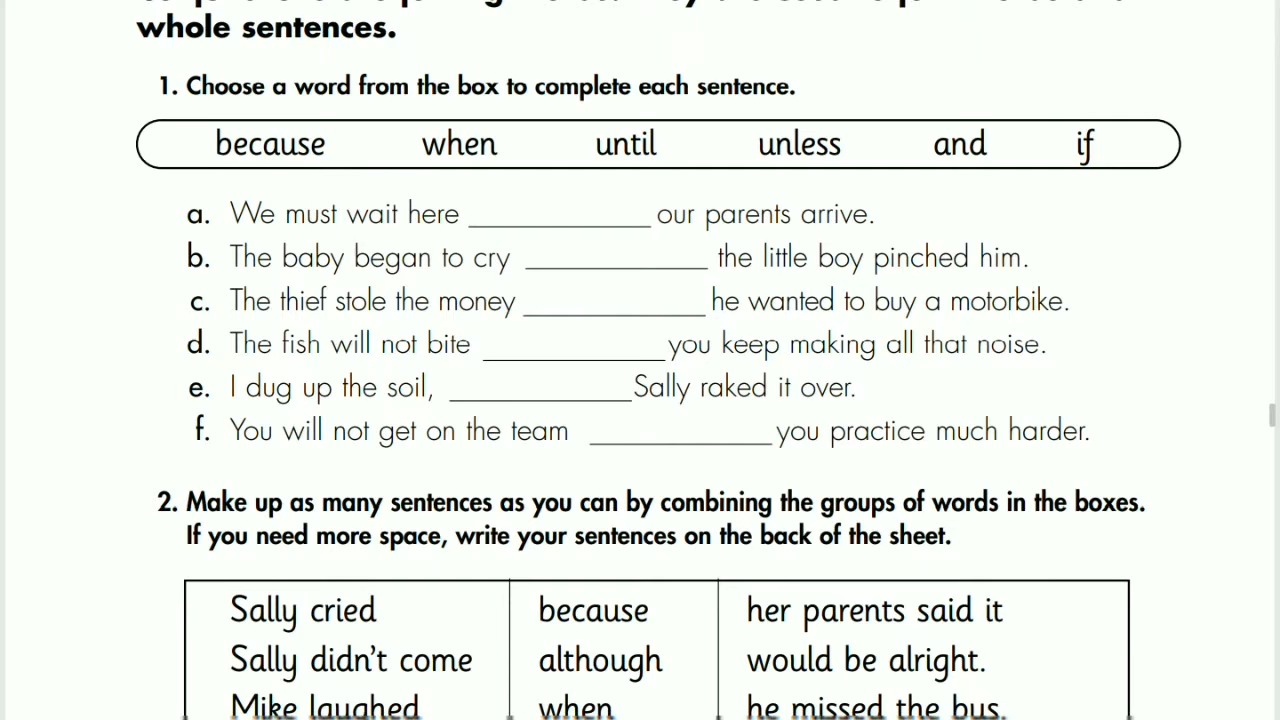 whole sentences.
1. Choose a word from the box to complete each sentence.
because when until unless and if
a. We must wait here ____________ our parents arrive.
b. The baby began to cry ____________ the little boy pinched him.
c. The thief stole the money ____________ he wanted to buy a motorbike.
d. The fish will not bite ____________ you keep making all that noise.
e. I dug up the soil, ____________ Sally raked it over.
f. You will not get on the team ____________ you practice much harder.
2. Make up as many sentences as you can by combining the groups of words in the boxes.
If you need more space, write your sentences on the back of the sheet.
Sally cried because her parents said it
Sally didn't come although would be alright.
Mike laughed when he missed the bus.